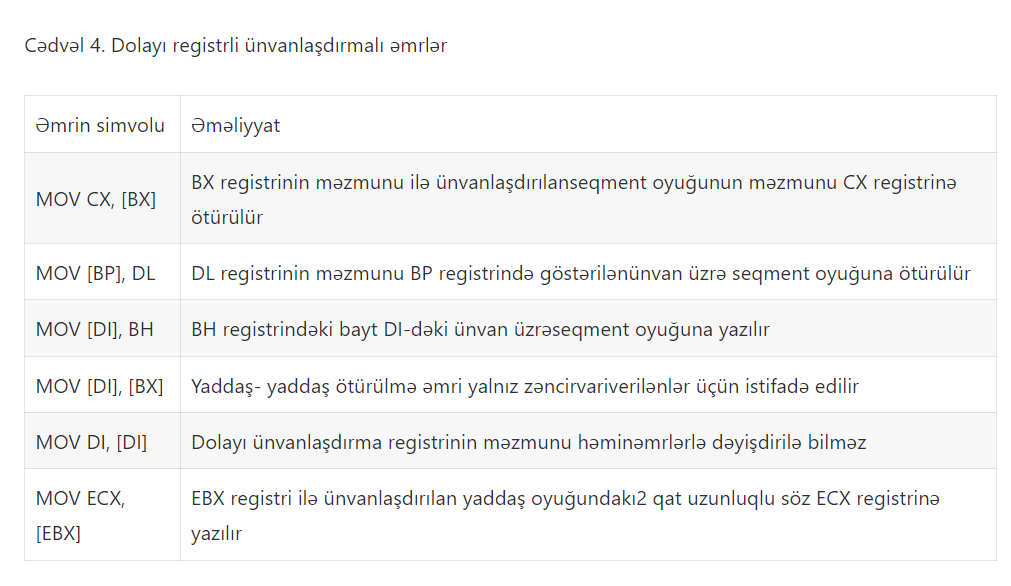 Cədvəl 4. Dolayı registrli ünvanlaşdırmalı əmrlər
Əmrin simvolu
Əməliyyat
MOV CX, [BX]
BX registrinin məzmunu ilə ünvanlaşdırılanseqment oyuğunun məzmunu CX registrinə
ötürülür
MOV [BP], DL
DL registrinin məzmunu BP registrində göstərilənünvan üzrə seqment oyuğuna ötürülür
MOV [DI], BH
BH registrindəki bayt DI-dəki ünvan üzrəseqment oyuğuna yazılır
MOV [DI], [BX]
Yaddaş- yaddaş ötürülmə əmri yalnız zəncirvariverilənlər üçün istifadə edilir
MOV DI, [DI]
Dolayı ünvanlaşdırma registrinin məzmunu həminəmrlərlə dəyişdirilə bilməz
MOV ECX,
[EBX]
EBX registri ilə ünvanlaşdırılan yaddaş oyuğundakı2 qat uzunluqlu söz ECX registrinə
yazılır